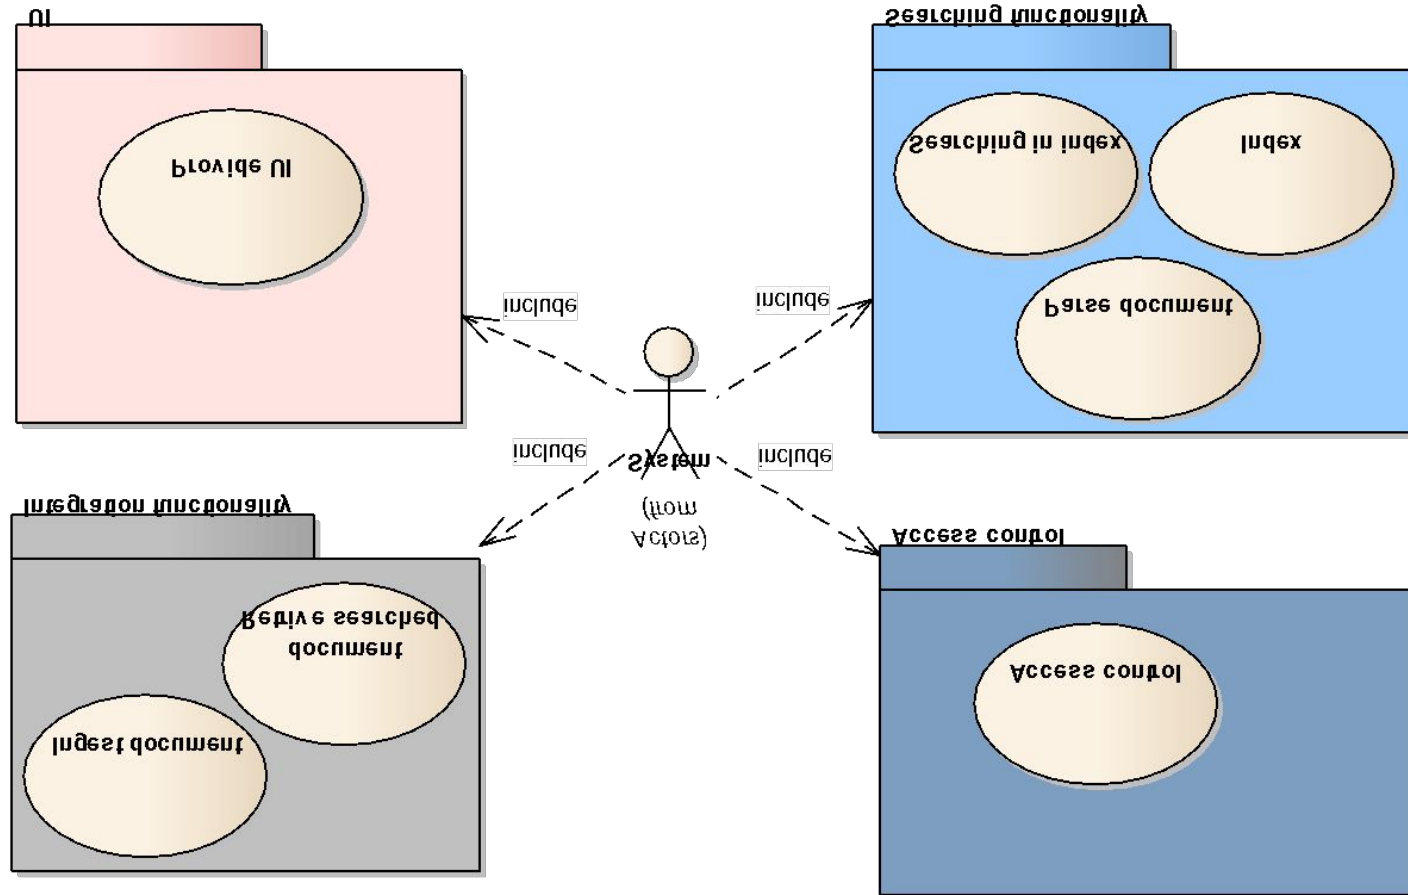 UI
Provide UI
Searching functionality
Searching in index
Index
Parse document
include
include
include
include
System
(from
Actors)
Integration functionality
Retrive searched
document
Ingest document
Access control
Access control